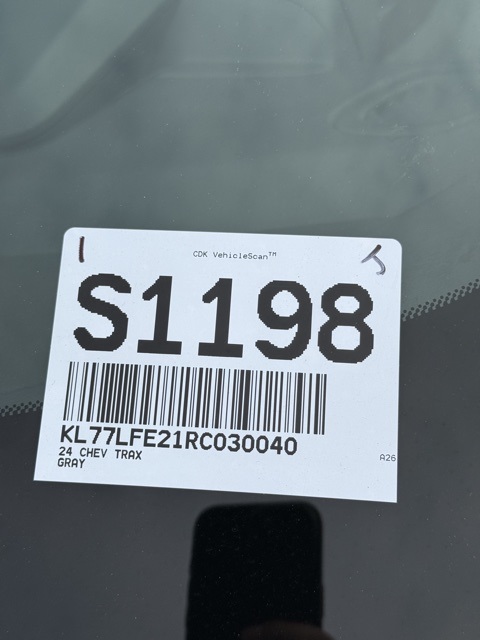 CDK VehicleScan™
S1198
KL77LFE21RC030040
24 CHEV TRAX
GRAY
A26